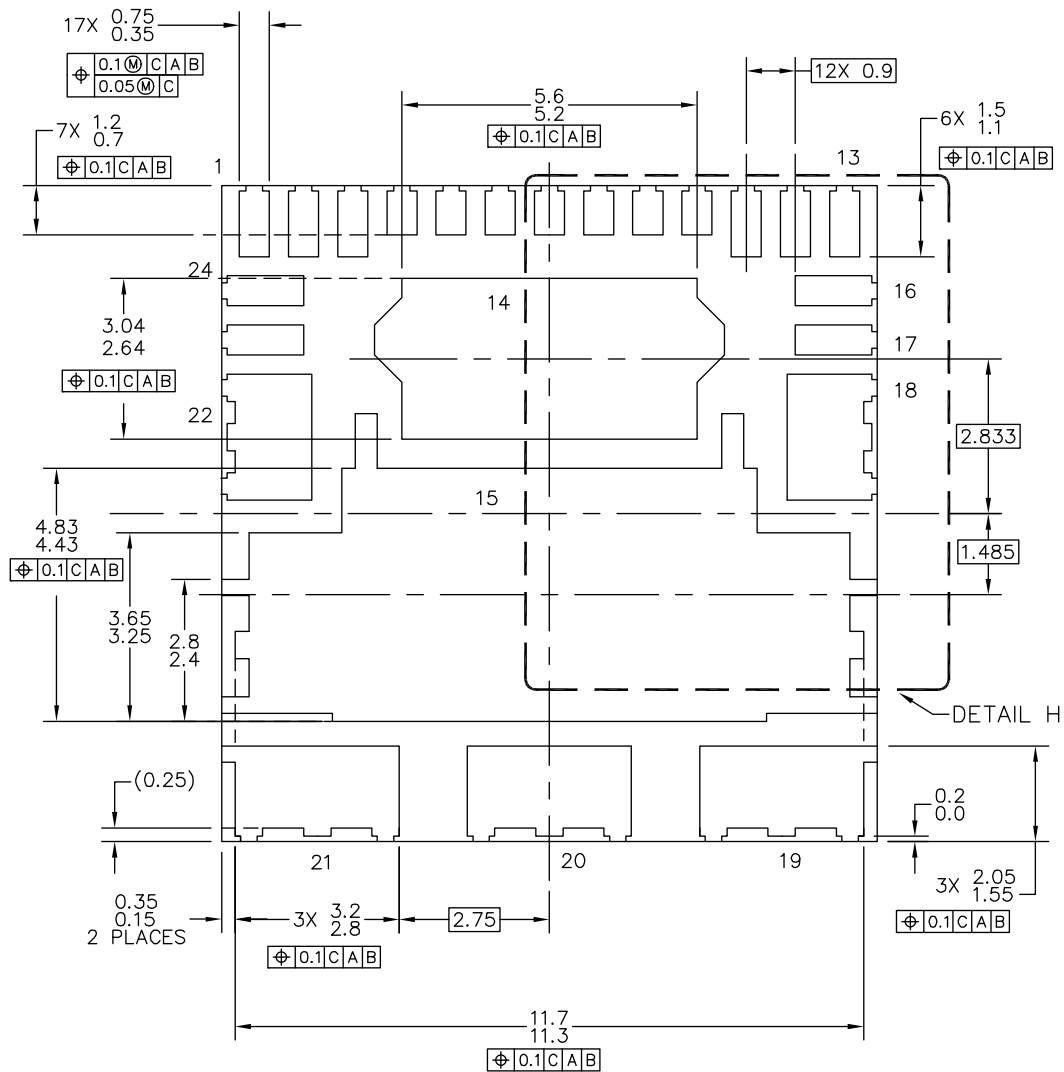 17X 0.75
0.35
⌖ 0.1Ⓜ C A B
0.05Ⓜ C
12X 0.9
5.6
5.2
⌖ 0.1 C A B
7X 1.2
0.7
⌖ 0.1 C A B
6X 1.5
1.1
⌖ 0.1 C A B
1
13
24
14
16
3.04
2.64
⌖ 0.1 C A B
17
18
22
2.833
15
4.83
4.43
⌖ 0.1 C A B
1.485
3.65
3.25
2.8
2.4
DETAIL H
(0.25)
0.2
0.0
21
20
19
3X 2.05
1.55
⌖ 0.1 C A B
0.35
0.15
2 PLACES
3X 3.2
2.8
⌖ 0.1 C A B
2.75
11.7
11.3
⌖ 0.1 C A B